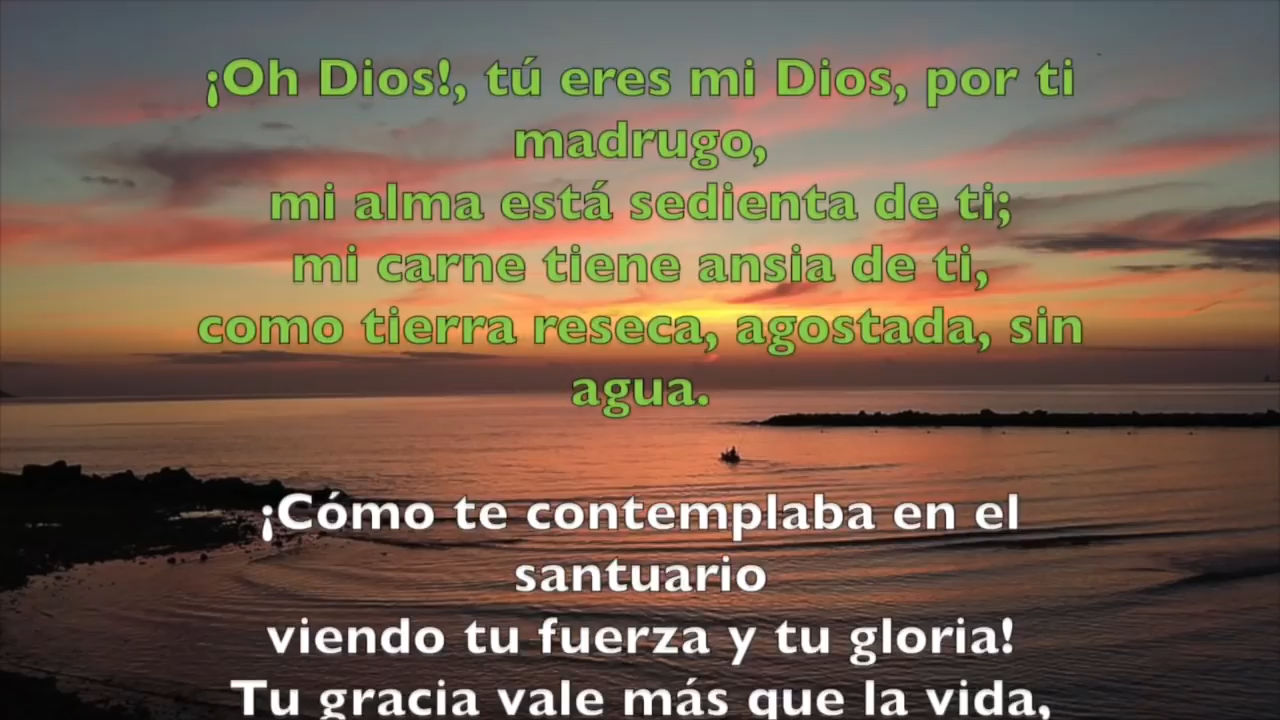 ¡Oh Dios!, tú eres mi Dios, por ti
madrugo,
mi alma está sedienta de ti;
mi carne tiene ansia de ti,
como tierra reseca, agostada, sin
agua.
¡Cómo te contemplaba en el
santuario
viendo tu fuerza y tu gloria!
Tu gracia vale más que la vida,